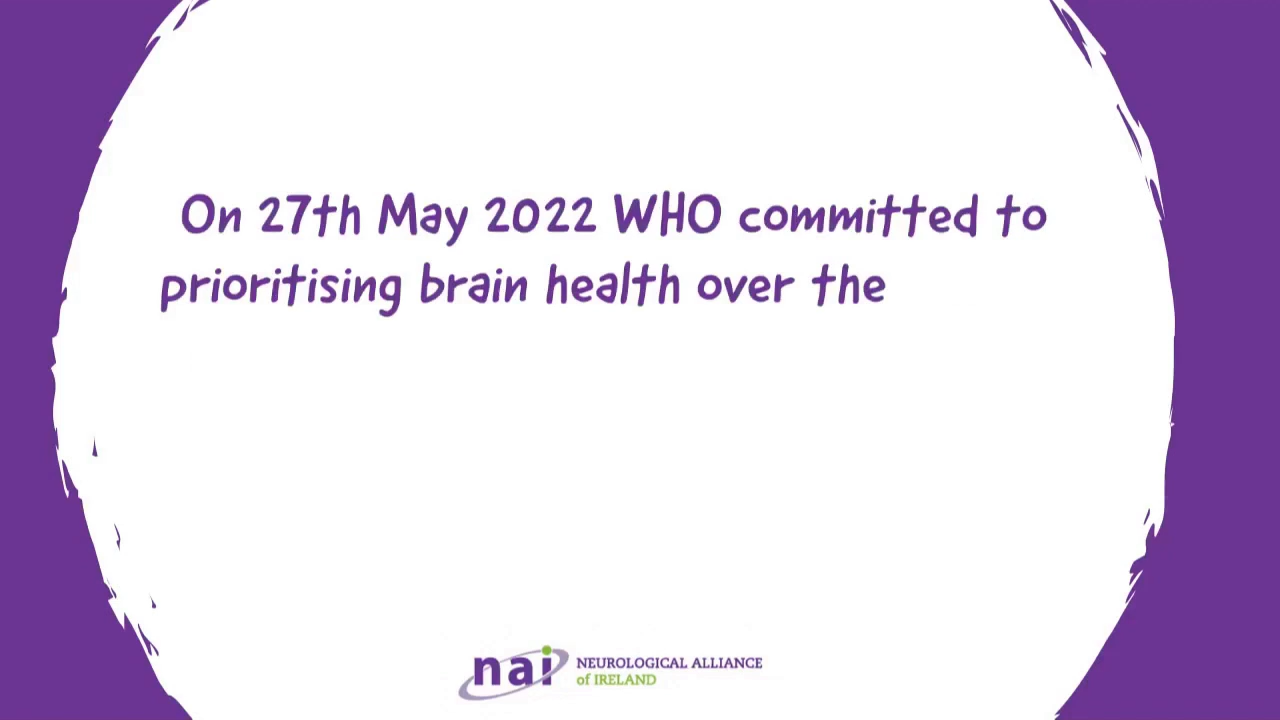 On 27th May 2022 WHO committed to
prioritising brain health over the
nai NEUROLOGICAL ALLIANCE
of IRELAND